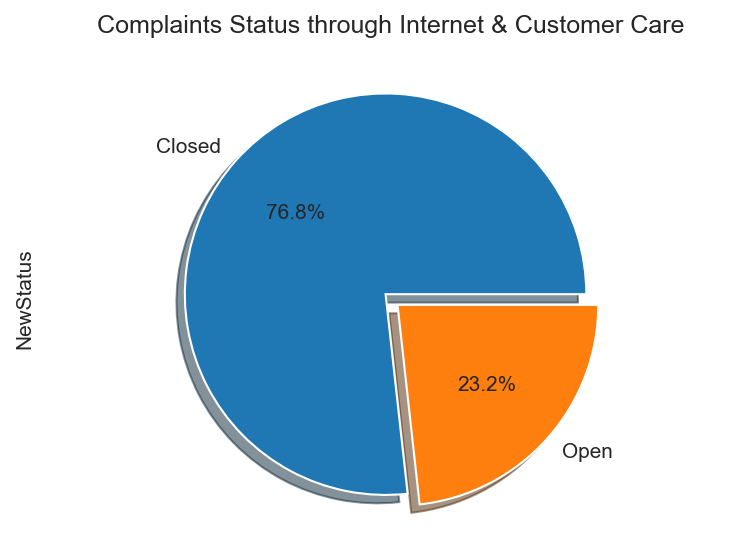 Complaints Status through Internet & Customer Care
Closed
76.8%
NewStatus
23.2%
Open